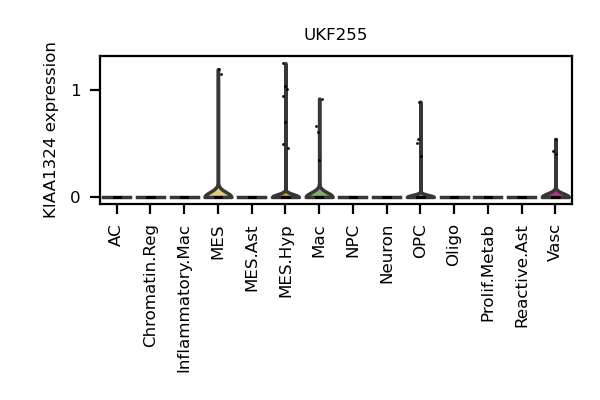 UKF255
KIAA1324 expression
1
0
AC
Chromatin.Reg
Inflammatory.Mac
MES
MES.Ast
MES.Hyp
Mac
NPC
Neuron
OPC
Oligo
Prolif.Metab
Reactive.Ast
Vasc